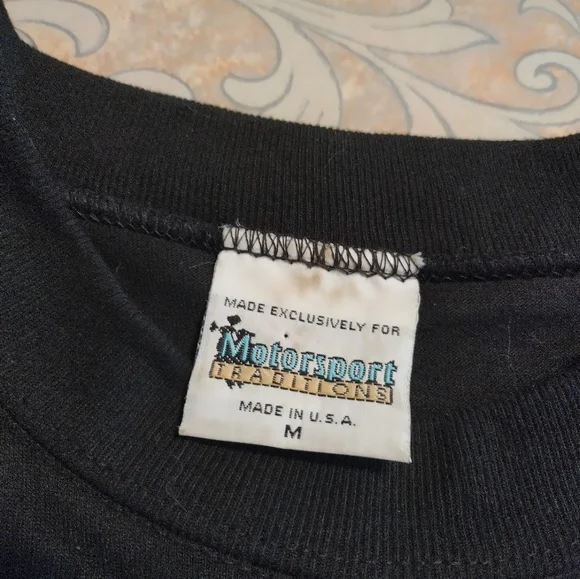 MADE EXCLUSIVELY FOR
Motorsport
TRADITIONS
MADE IN U.S.A.
M